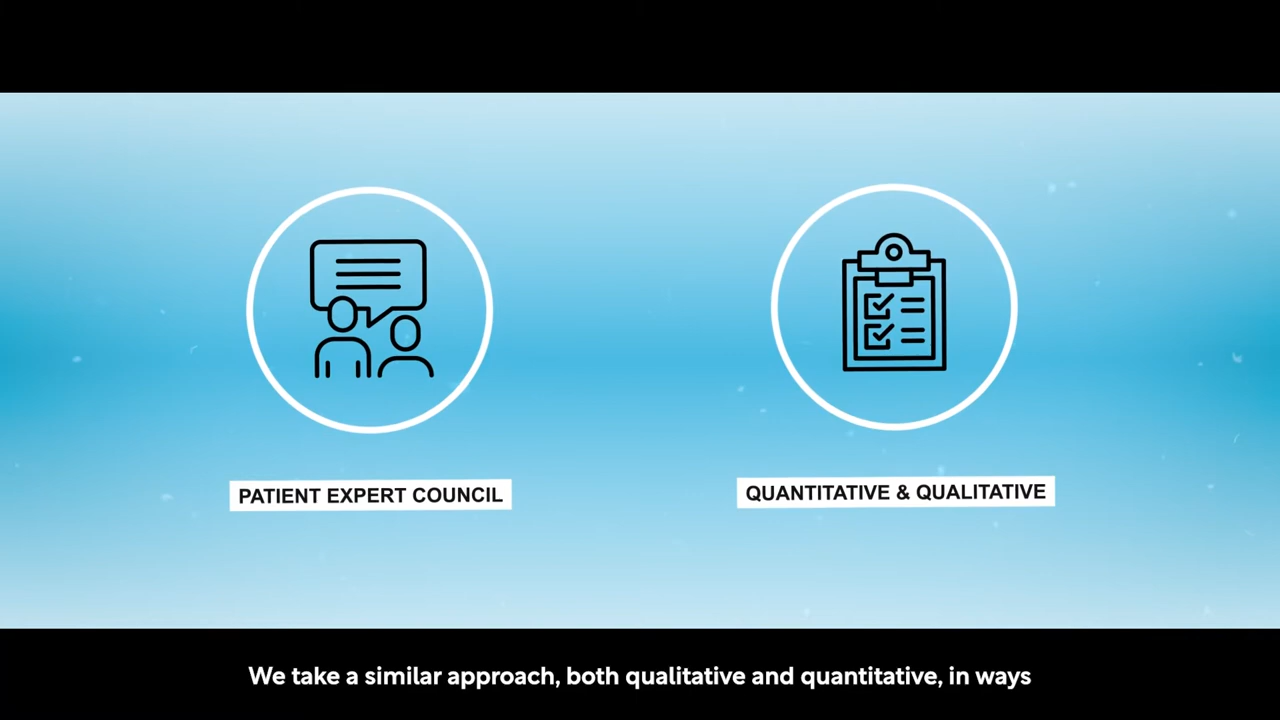 PATIENT EXPERT COUNCIL
QUANTITATIVE & QUALITATIVE
We take a similar approach, both qualitative and quantitative, in ways